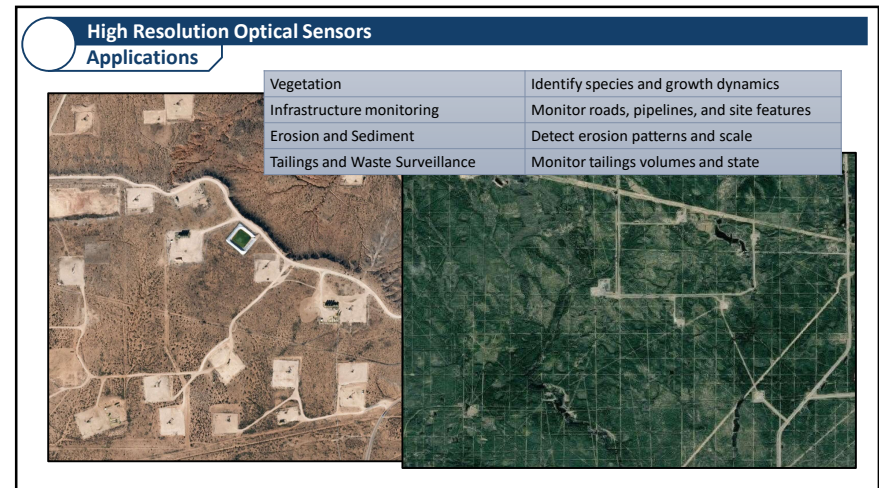 High Resolution Optical Sensors
Applications
Vegetation Identify species and growth dynamics
Infrastructure monitoring Monitor roads, pipelines, and site features
Erosion and Sediment Detect erosion patterns and scale
Tailings and Waste Surveillance Monitor tailings volumes and state